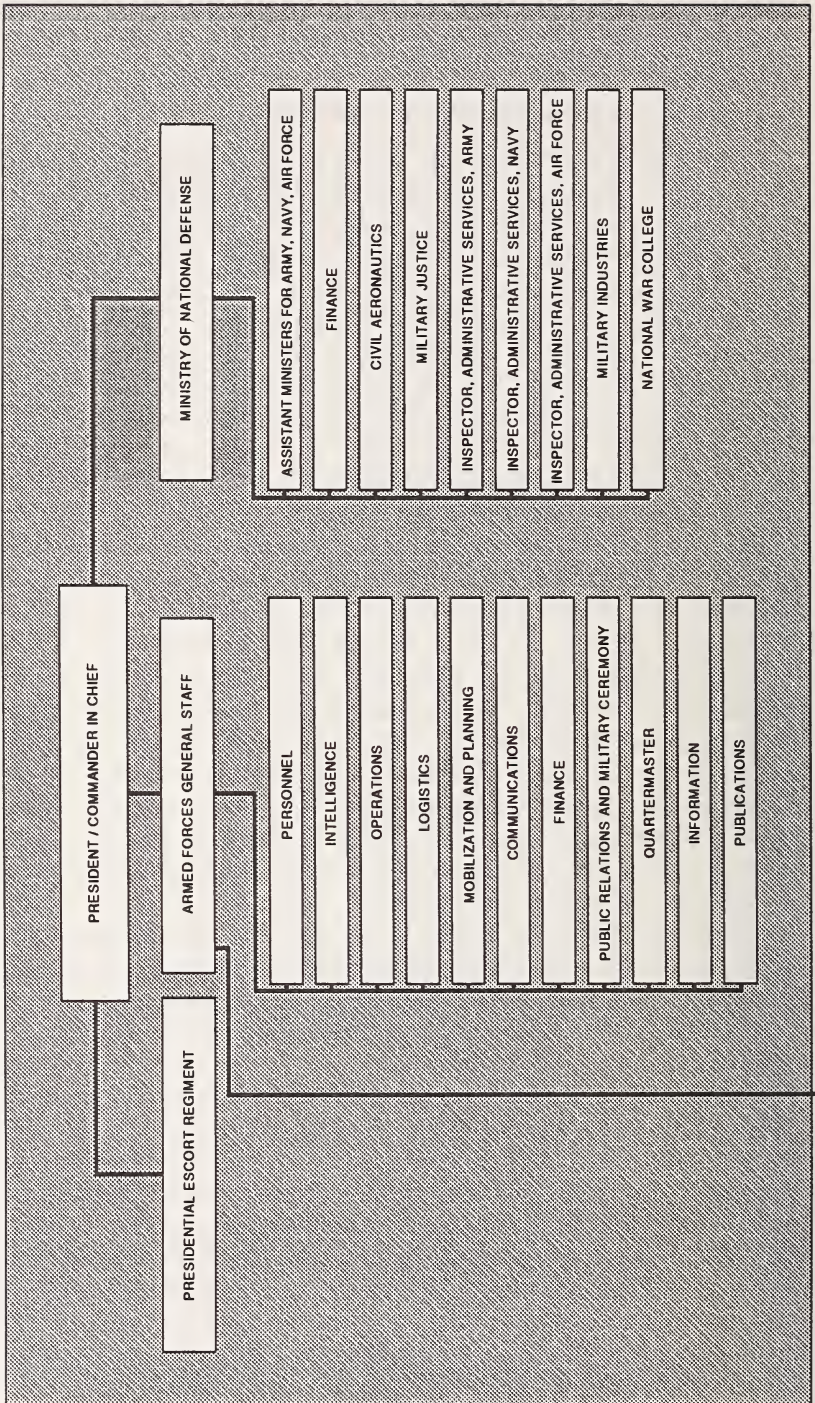 PRESIDENT / COMMANDER IN CHIEF
PRESIDENTIAL ESCORT REGIMENT
ARMED FORCES GENERAL STAFF
MINISTRY OF NATIONAL DEFENSE
PERSONNEL
INTELLIGENCE
OPERATIONS
LOGISTICS
MOBILIZATION AND PLANNING
COMMUNICATIONS
FINANCE
PUBLIC RELATIONS AND MILITARY CEREMONY
QUARTERMASTER
INFORMATION
PUBLICATIONS
ASSISTANT MINISTERS FOR ARMY, NAVY, AIR FORCE
FINANCE
CIVIL AERONAUTICS
MILITARY JUSTICE
INSPECTOR, ADMINISTRATIVE SERVICES, ARMY
INSPECTOR, ADMINISTRATIVE SERVICES, NAVY
INSPECTOR, ADMINISTRATIVE SERVICES, AIR FORCE
MILITARY INDUSTRIES
NATIONAL WAR COLLEGE